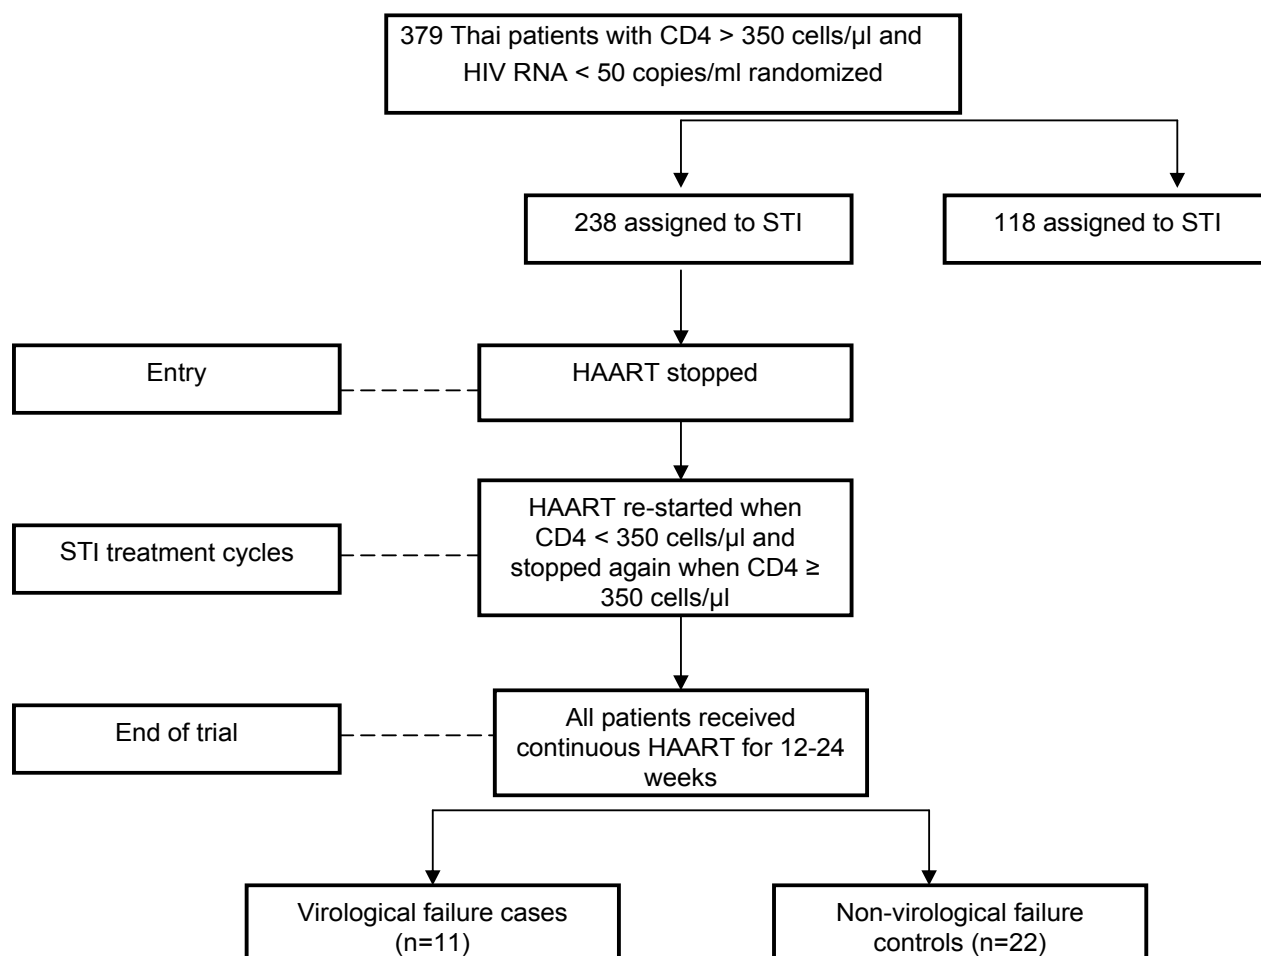 379 Thai patients with CD4 > 350 cells/µl and
HIV RNA < 50 copies/ml randomized
238 assigned to STI
118 assigned to STI
Entry
HAART stopped
STI treatment cycles
HAART re-started when
CD4 < 350 cells/µl and
stopped again when CD4 ≥
350 cells/µl
End of trial
All patients received
continuous HAART for 12-24
weeks
Virological failure cases
(n=11)
Non-virological failure
controls (n=22)